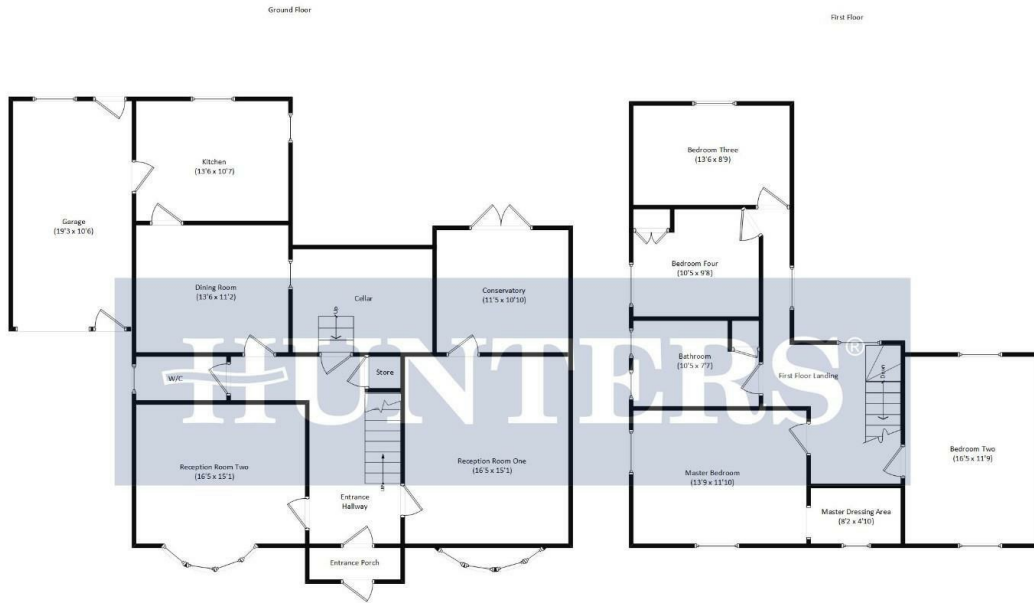 Ground Floor
First Floor
Kitchen
(13'6 x 10'7)
Garage
(19'3 x 10'6)
Dining Room
(13'6 x 11'2)
Cellar
Up
Conservatory
(11'5 x 10'10)
W/C
Store
Reception Room Two
(16'5 x 15'1)
Up
Entrance
Hallway
Reception Room One
(16'5 x 15'1)
Entrance Porch
Bedroom Three
(13'6 x 8'9)
Bedroom Four
(10'5 x 9'8)
Bathroom
(10'5 x 7'7)
First Floor Landing
Down
Bedroom Two
(16'5 x 11'9)
Master Bedroom
(13'9 x 11'10)
Master Dressing Area
(8'2 x 4'10)
HUNTERS®